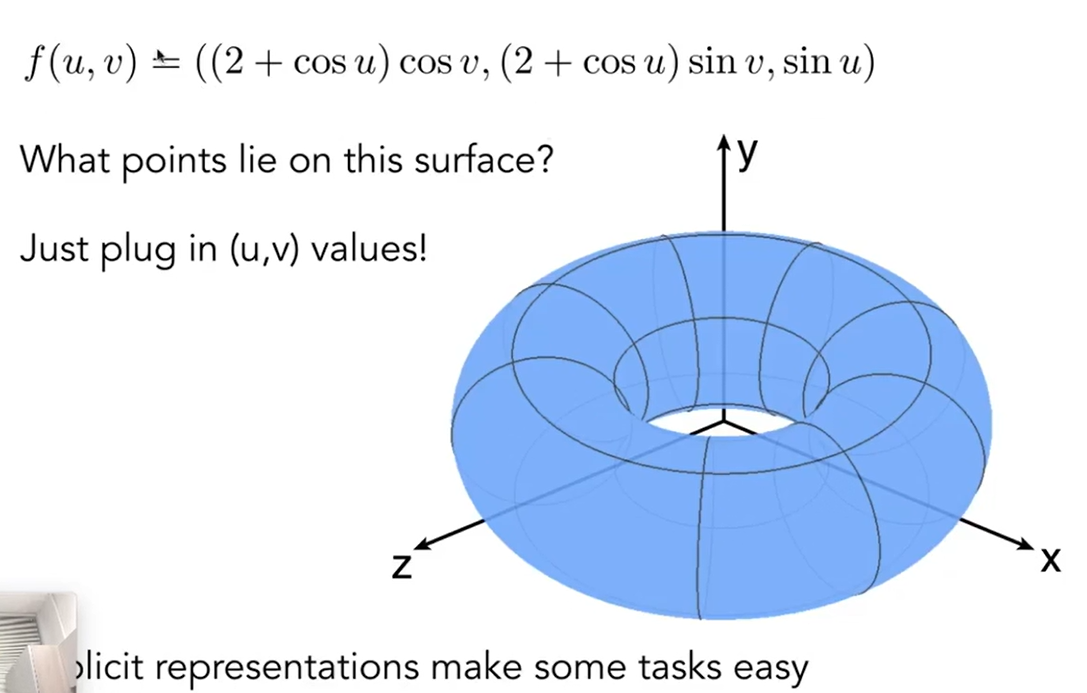 f(u, v) = ((2 + cos u) cos v, (2 + cos u) sin v, sin u)
What points lie on this surface?
y
Just plug in (u,v) values!
z
x
licit representations make some tasks easy